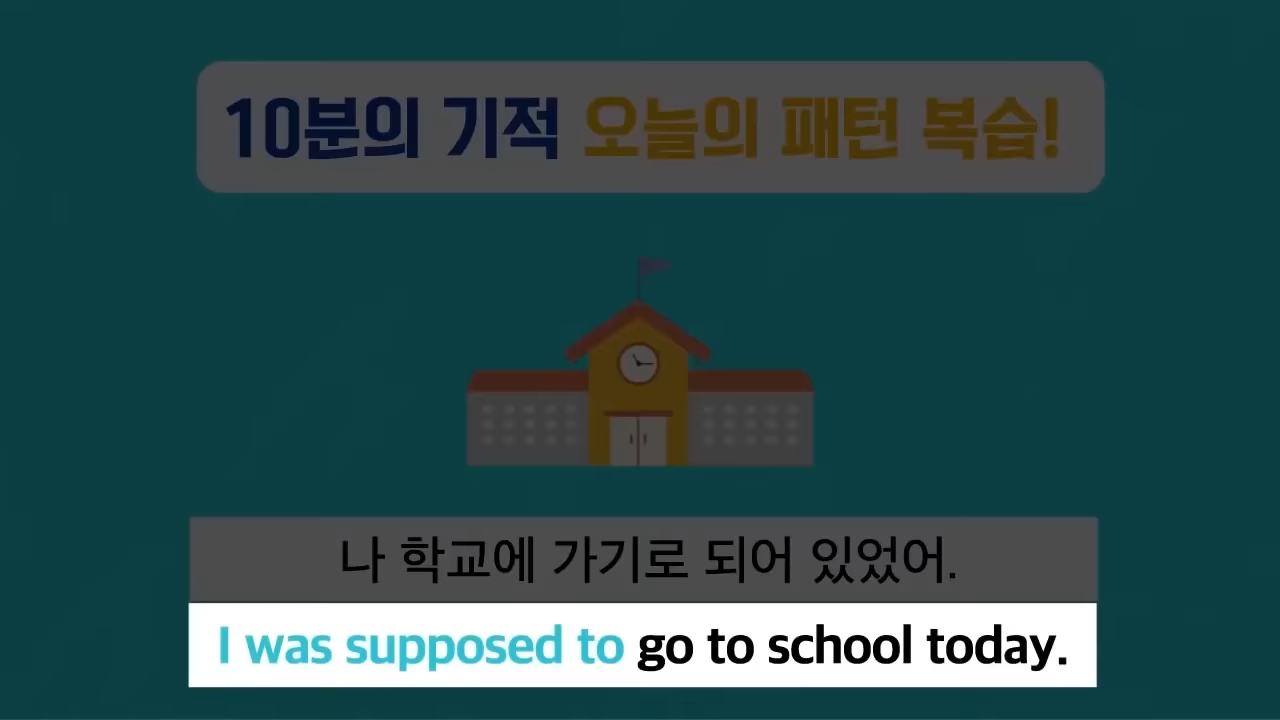 10분의 기적 오늘의 패턴 복습!
나 학교에 가기로 되어 있었어.
I was supposed to go to school today.